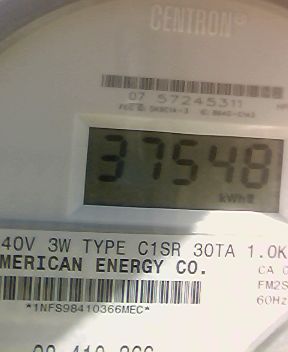 CENTRON®
07 57245311
37548
kWh
40V 3W TYPE C1SR 30TA 1.0K
MERICAN ENERGY CO.
CA 0
FM2S
60Hz
*1NFS98410366MEC*